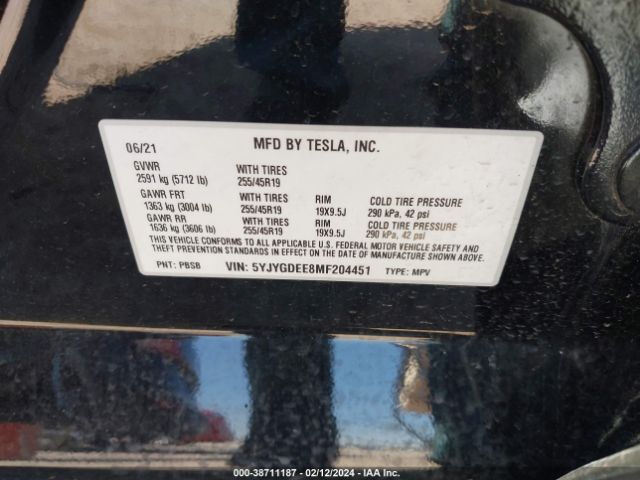 06/21 MFD BY TESLA, INC.
GVWR WITH TIRES
2591 kg (5712 lb) 255/45R19
GAWR FRT WITH TIRES RIM COLD TIRE PRESSURE
1363 kg (3004 lb) 255/45R19 19X9.5J 290 kPa, 42 psi
GAWR RR WITH TIRES RIM COLD TIRE PRESSURE
1636 kg (3606 lb) 255/45R19 19X9.5J 290 kPa, 42 psi
THIS VEHICLE CONFORMS TO ALL APPLICABLE U.S. FEDERAL MOTOR VEHICLE SAFETY AND
THEFT PREVENTION STANDARDS IN EFFECT ON THE DATE OF MANUFACTURE SHOWN ABOVE.
PNT: PBSB VIN: 5YJYGDEE8MF204451 TYPE: MPV
000-38711187 - 02/12/2024 - IAA Inc.